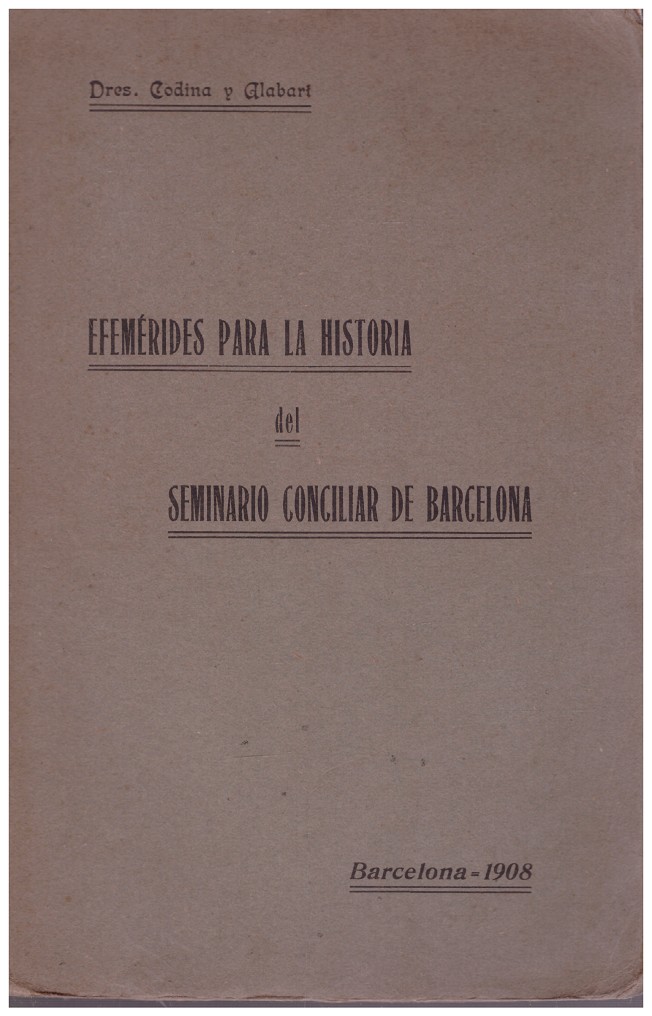 Dres. Codina y Alabart
EFEMÉRIDES PARA LA HISTORIA
del
SEMINARIO CONCILIAR DE BARCELONA
Barcelona = 1908